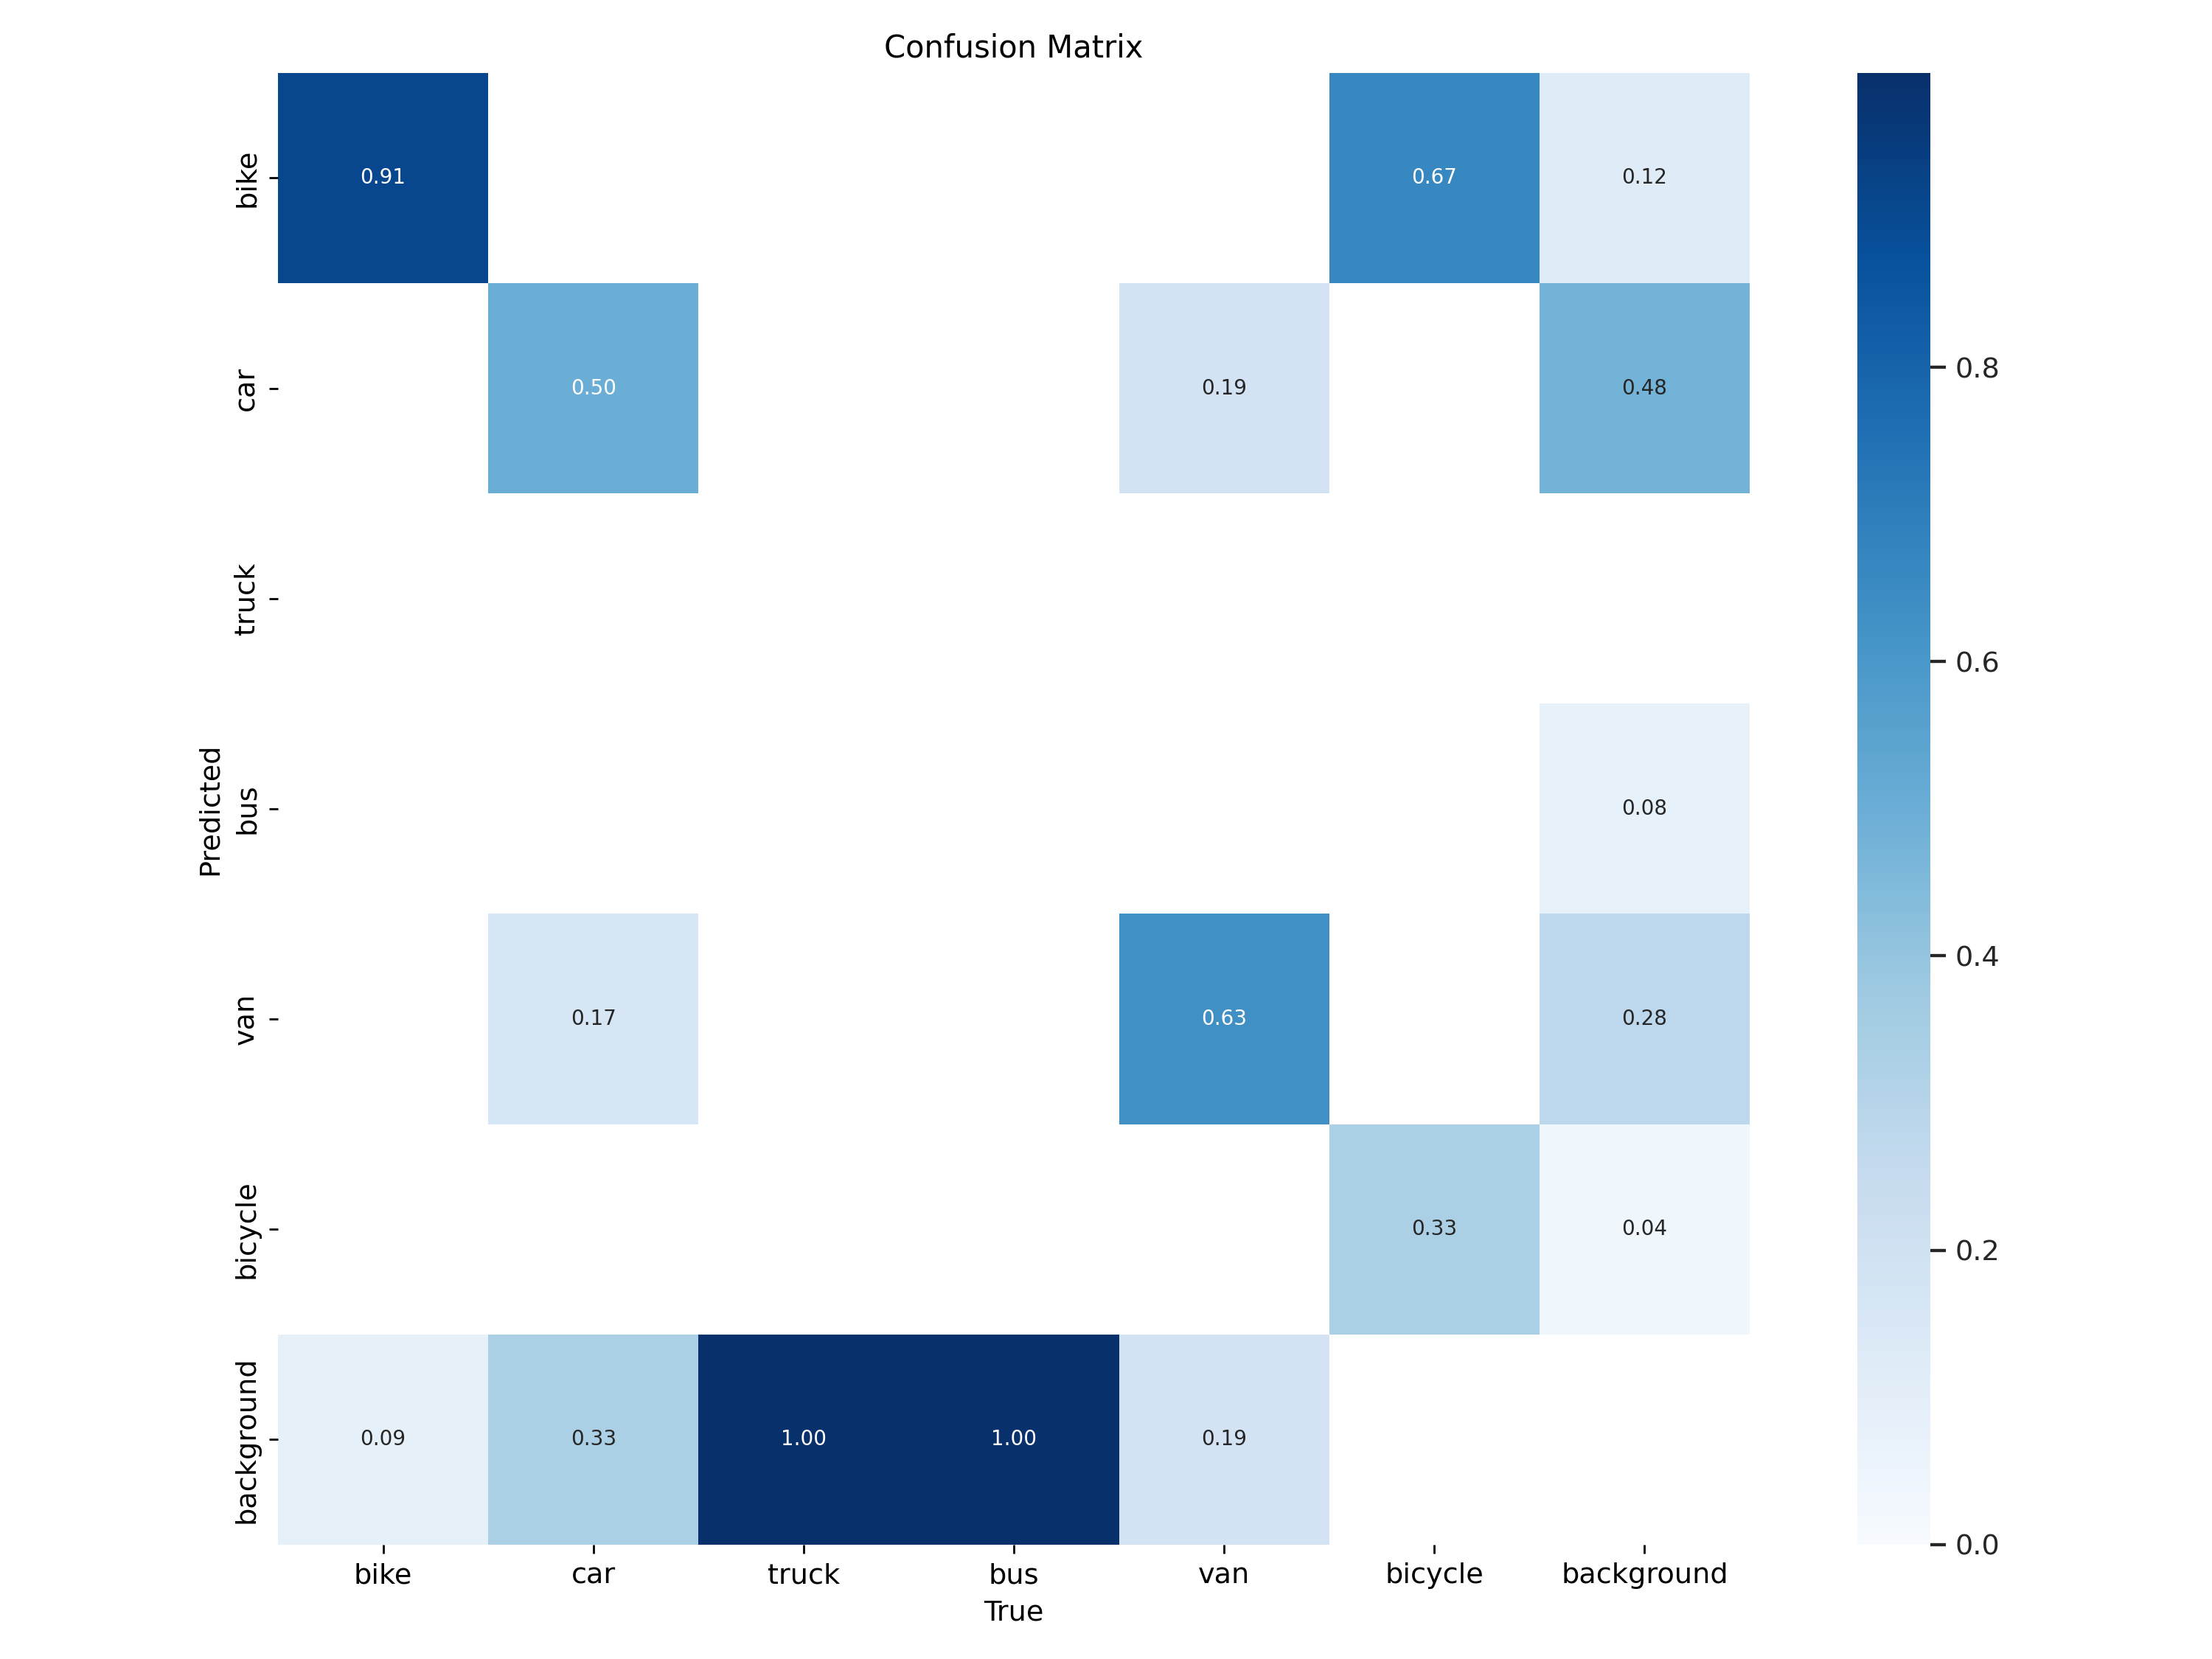 Confusion Matrix
Predicted
bike
0.91
0.67
0.12
car
0.50
0.19
0.48
0.8
truck
0.6
bus
0.08
0.4
van
0.17
0.63
0.28
bicycle
0.33
0.04
0.2
background
0.09
0.33
1.00
1.00
0.19
0.0
bike
car
truck
bus
van
bicycle
background
True